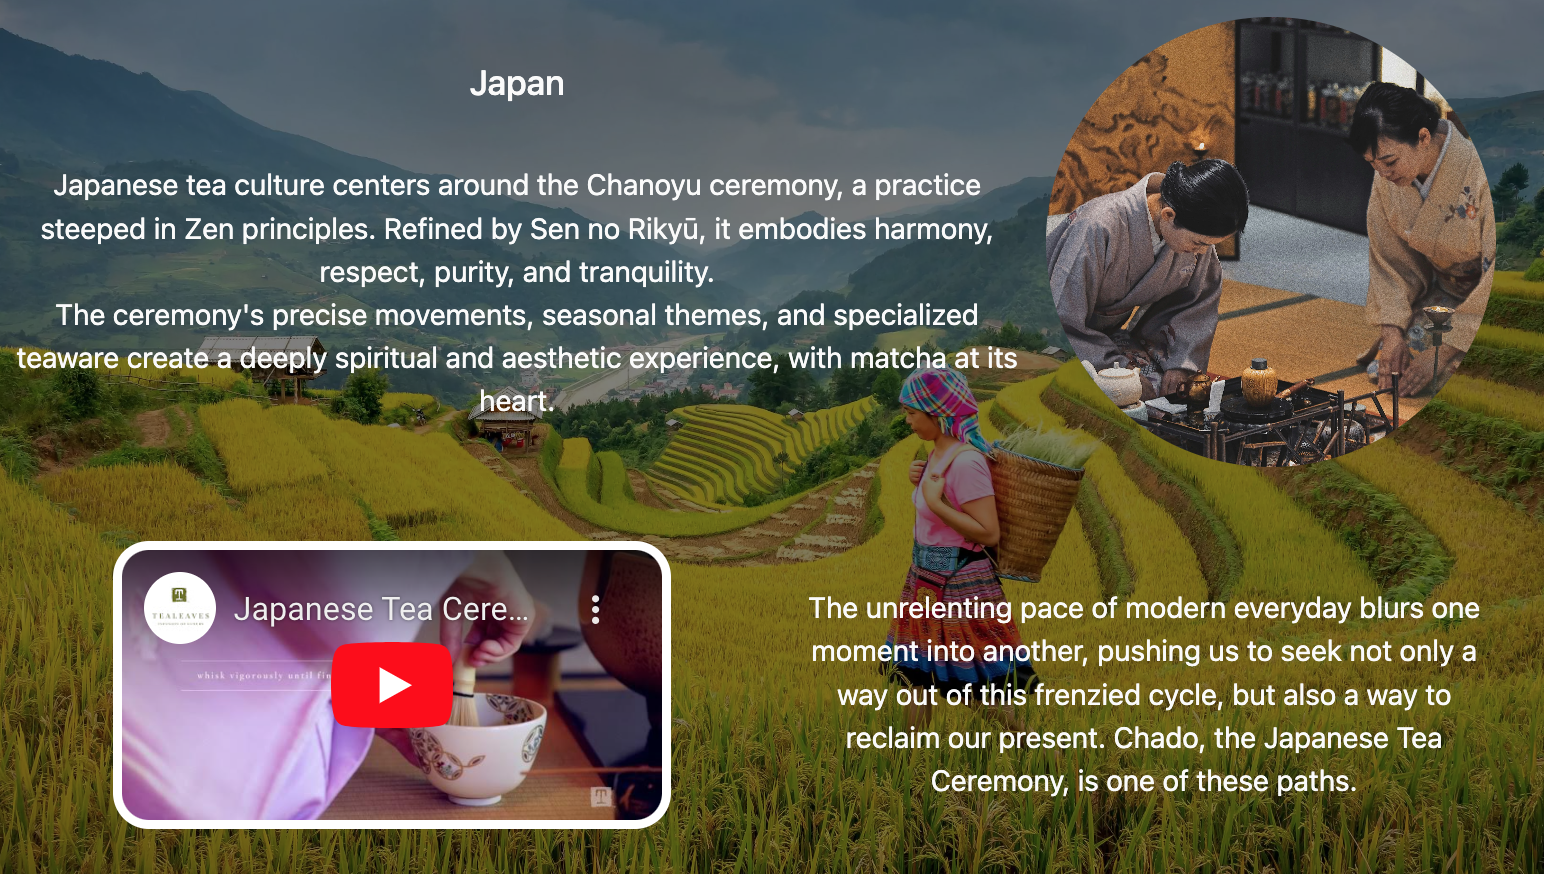 Japan
Japanese tea culture centers around the Chanoyu ceremony, a practice
steeped in Zen principles. Refined by Sen no Rikyū, it embodies harmony,
respect, purity, and tranquility.
The ceremony's precise movements, seasonal themes, and specialized
teaware create a deeply spiritual and aesthetic experience, with matcha at its
heart.
T
TEALEAVES
Japanese Tea Cere...
whisk vigorously until fin
T
The unrelenting pace of modern everyday blurs one
moment into another, pushing us to seek not only a
way out of this frenzied cycle, but also a way to
reclaim our present. Chado, the Japanese Tea
Ceremony, is one of these paths.